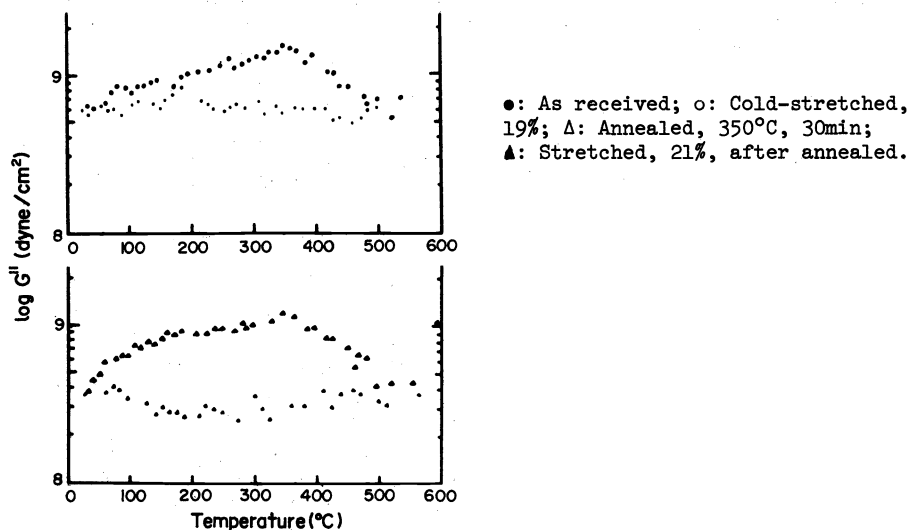 9
8
0 100 200 300 400 500 600
log G" (dyne/cm²)
9
8
0 100 200 300 400 500 600
Temperature(°C)
●: As received; o: Cold-stretched,
19%; Δ: Annealed, 350°C, 30min;
▲: Stretched, 21%, after annealed.